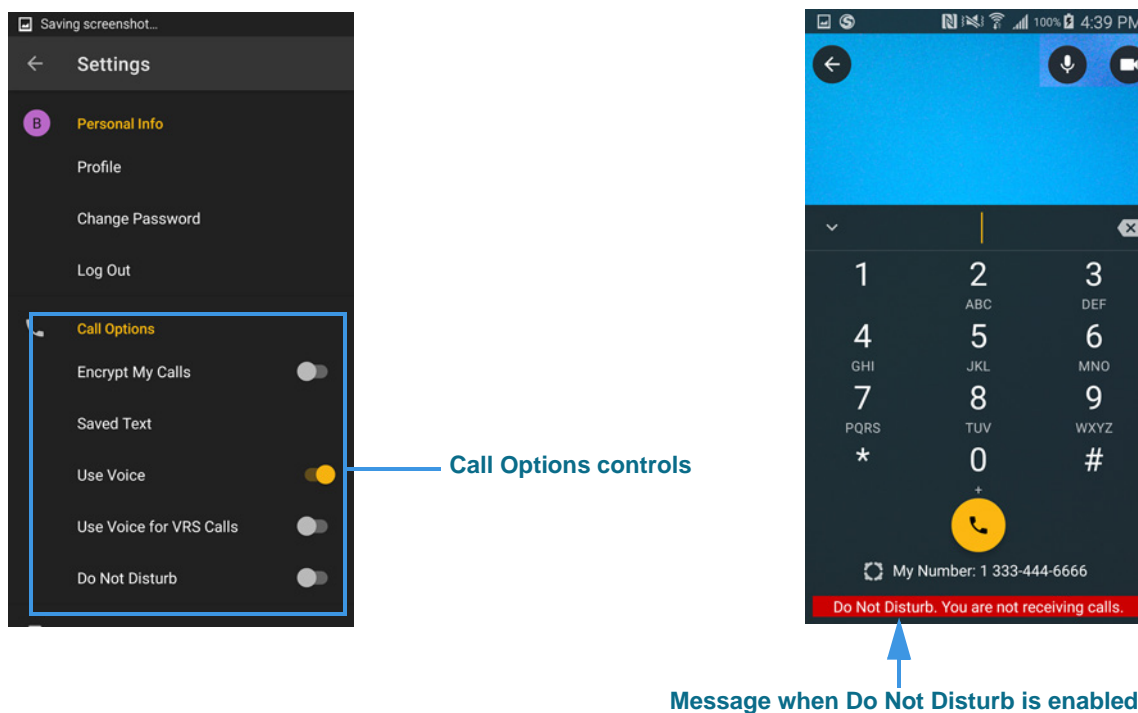 Saving screenshot...
Settings
B
Personal Info
Profile
Change Password
Log Out
Call Options
Encrypt My Calls
Saved Text
Use Voice
Use Voice for VRS Calls
Do Not Disturb
Call Options controls
100% 4:39 PM
1 2 3
ABC DEF
4 5 6
GHI JKL MNO
7 8 9
PQRS TUV WXYZ
* 0 #
+
My Number: 1 333-444-6666
Do Not Disturb. You are not receiving calls.
Message when Do Not Disturb is enabled